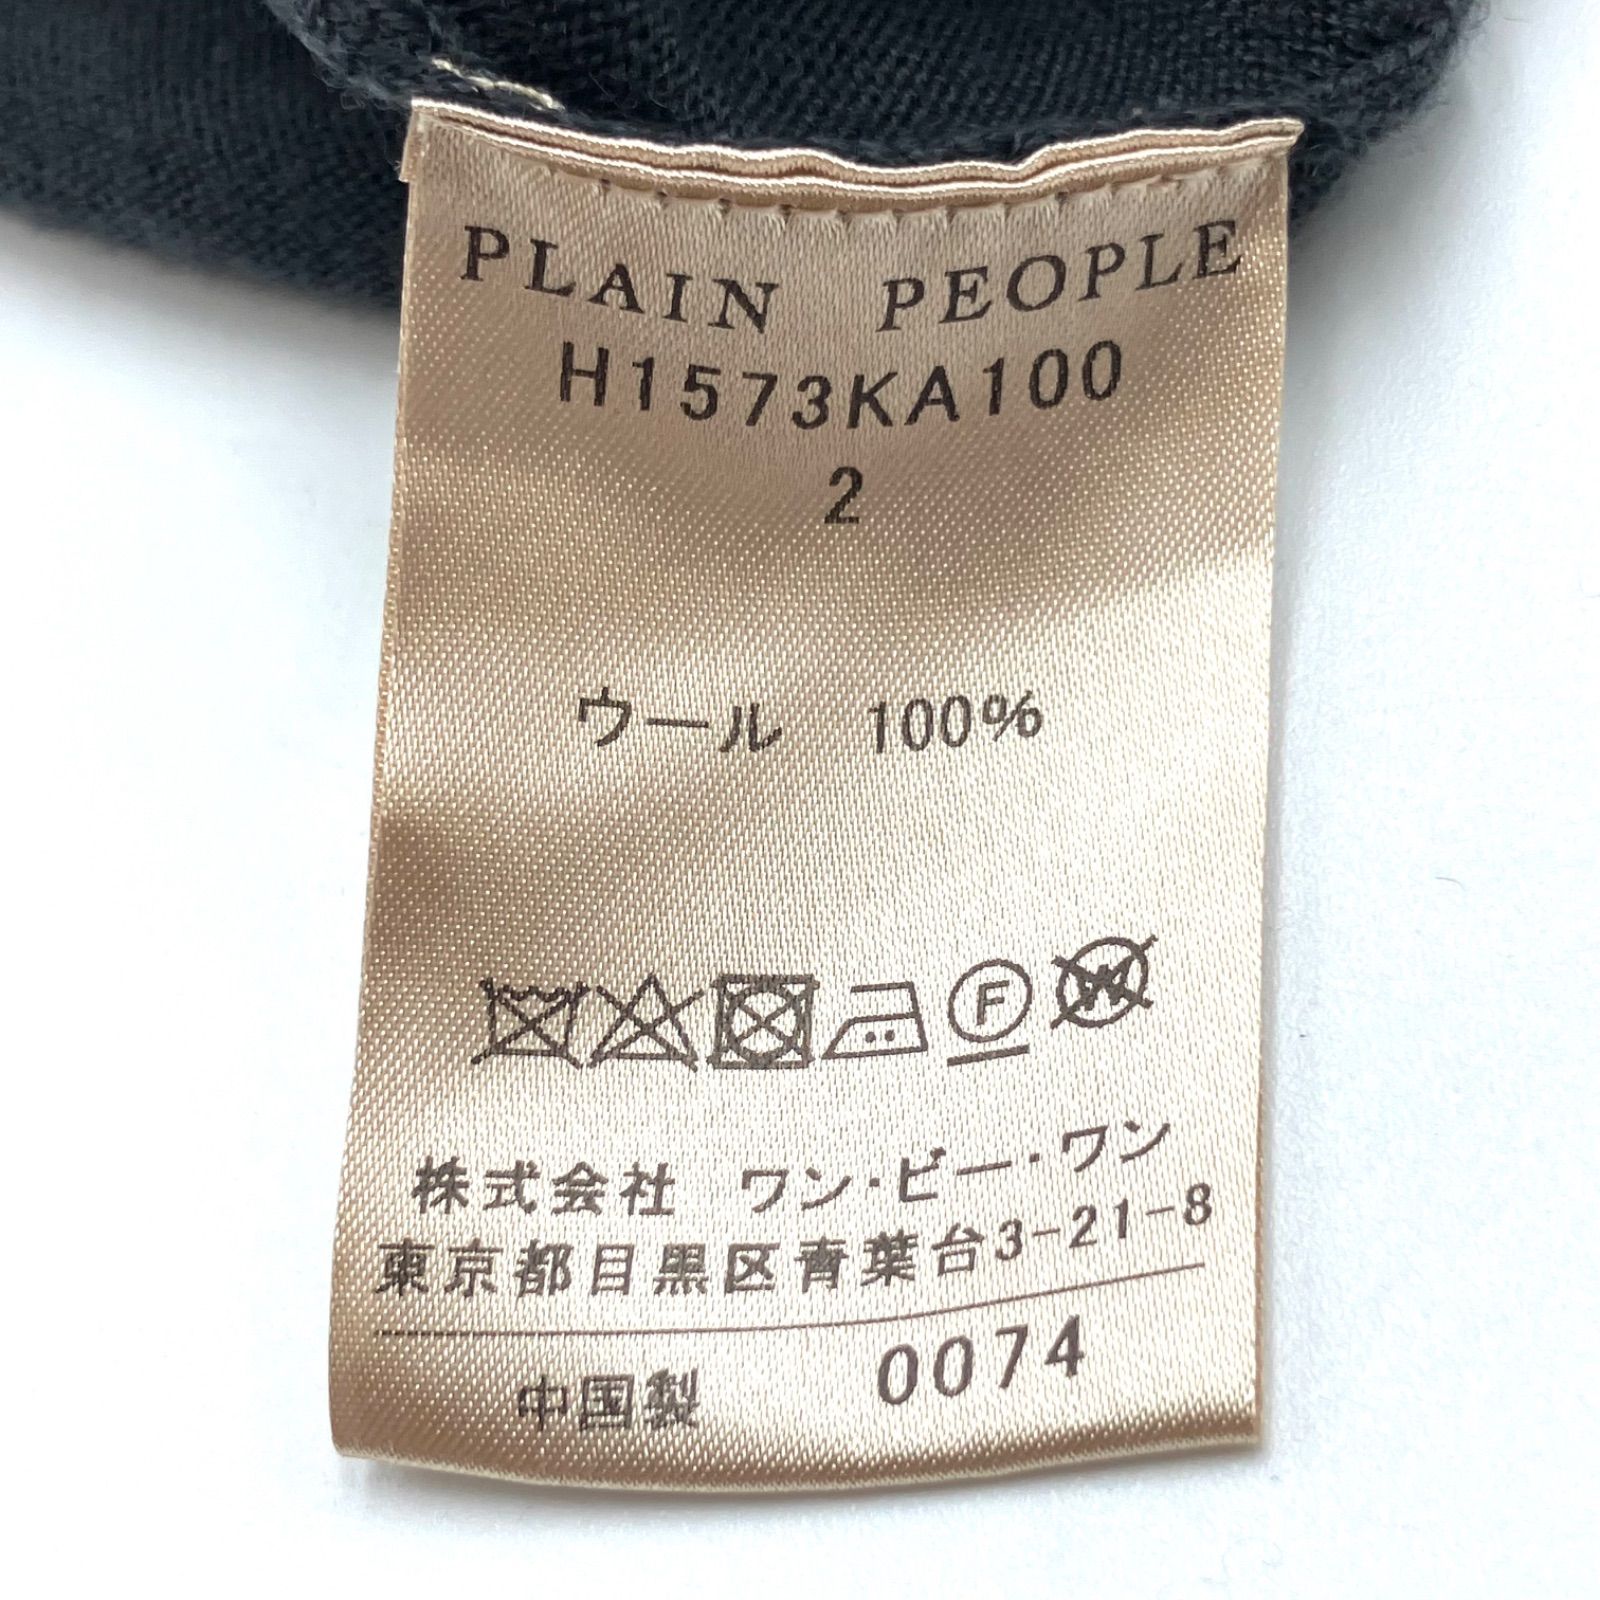 PLAIN PEOPLE
H1573KA100
2
ウール 100%
F W
株式会社 ワン・ビー・ワン
東京都目黒区青葉台3-21-8
中国製 0074